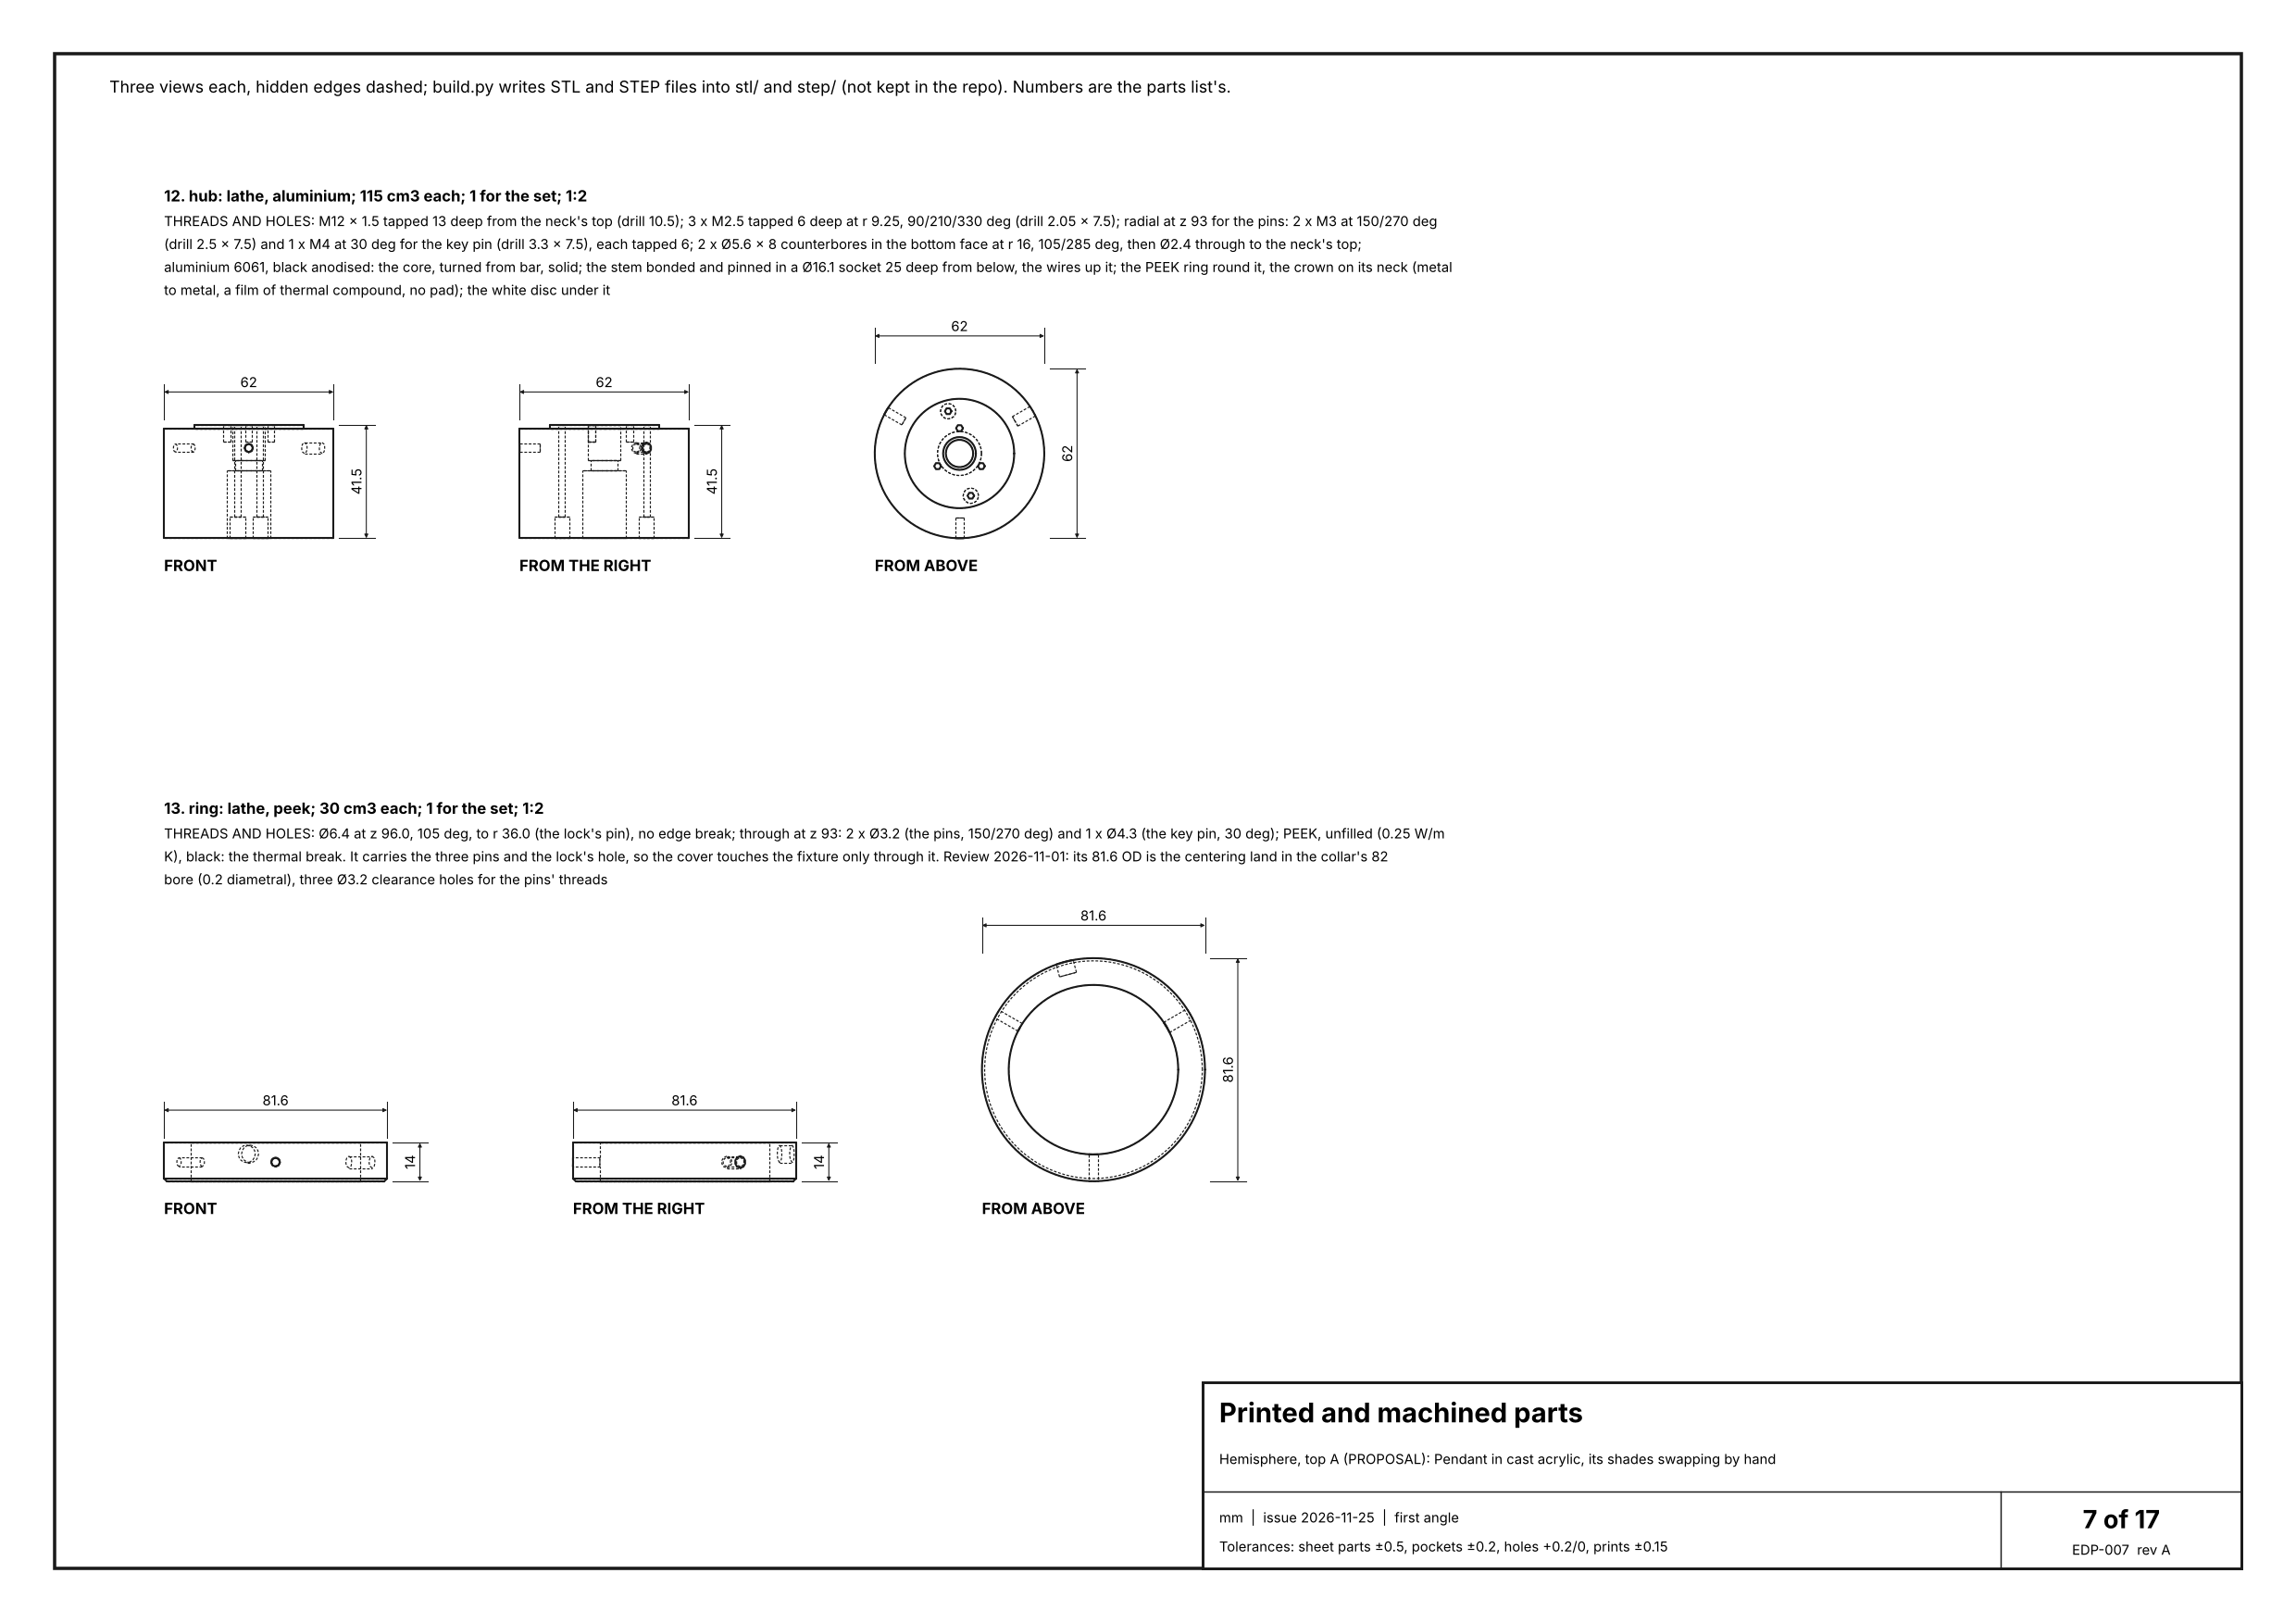 Three views each, hidden edges dashed; build.py writes STL and STEP files into stl/ and step/ (not kept in the repo). Numbers are the parts list's.
12. hub: lathe, aluminium; 115 cm3 each; 1 for the set; 1:2
THREADS AND HOLES: M12 × 1.5 tapped 13 deep from the neck's top (drill 10.5); 3 x M2.5 tapped 6 deep at r 9.25, 90/210/330 deg (drill 2.05 × 7.5); radial at z 93 for the pins: 2 x M3 at 150/270 deg
(drill 2.5 × 7.5) and 1 x M4 at 30 deg for the key pin (drill 3.3 × 7.5), each tapped 6; 2 x Ø5.6 × 8 counterbores in the bottom face at r 16, 105/285 deg, then Ø2.4 through to the neck's top;
aluminium 6061, black anodised: the core, turned from bar, solid; the stem bonded and pinned in a Ø16.1 socket 25 deep from below, the wires up it; the PEEK ring round it, the crown on its neck (metal
to metal, a film of thermal compound, no pad); the white disc under it
62
62
62
41.5
41.5
62
FRONT
FROM THE RIGHT
FROM ABOVE
13. ring: lathe, peek; 30 cm3 each; 1 for the set; 1:2
THREADS AND HOLES: Ø6.4 at z 96.0, 105 deg, to r 36.0 (the lock's pin), no edge break; through at z 93: 2 x Ø3.2 (the pins, 150/270 deg) and 1 x Ø4.3 (the key pin, 30 deg); PEEK, unfilled (0.25 W/m
K), black: the thermal break. It carries the three pins and the lock's hole, so the cover touches the fixture only through it. Review 2026-11-01: its 81.6 OD is the centering land in the collar's 82
bore (0.2 diametral), three Ø3.2 clearance holes for the pins' threads
81.6
81.6
81.6
14
14
81.6
FRONT
FROM THE RIGHT
FROM ABOVE
Printed and machined parts
Hemisphere, top A (PROPOSAL): Pendant in cast acrylic, its shades swapping by hand
mm | issue 2026-11-25 | first angle
Tolerances: sheet parts ±0.5, pockets ±0.2, holes +0.2/0, prints ±0.15
7 of 17
EDP-007 rev A